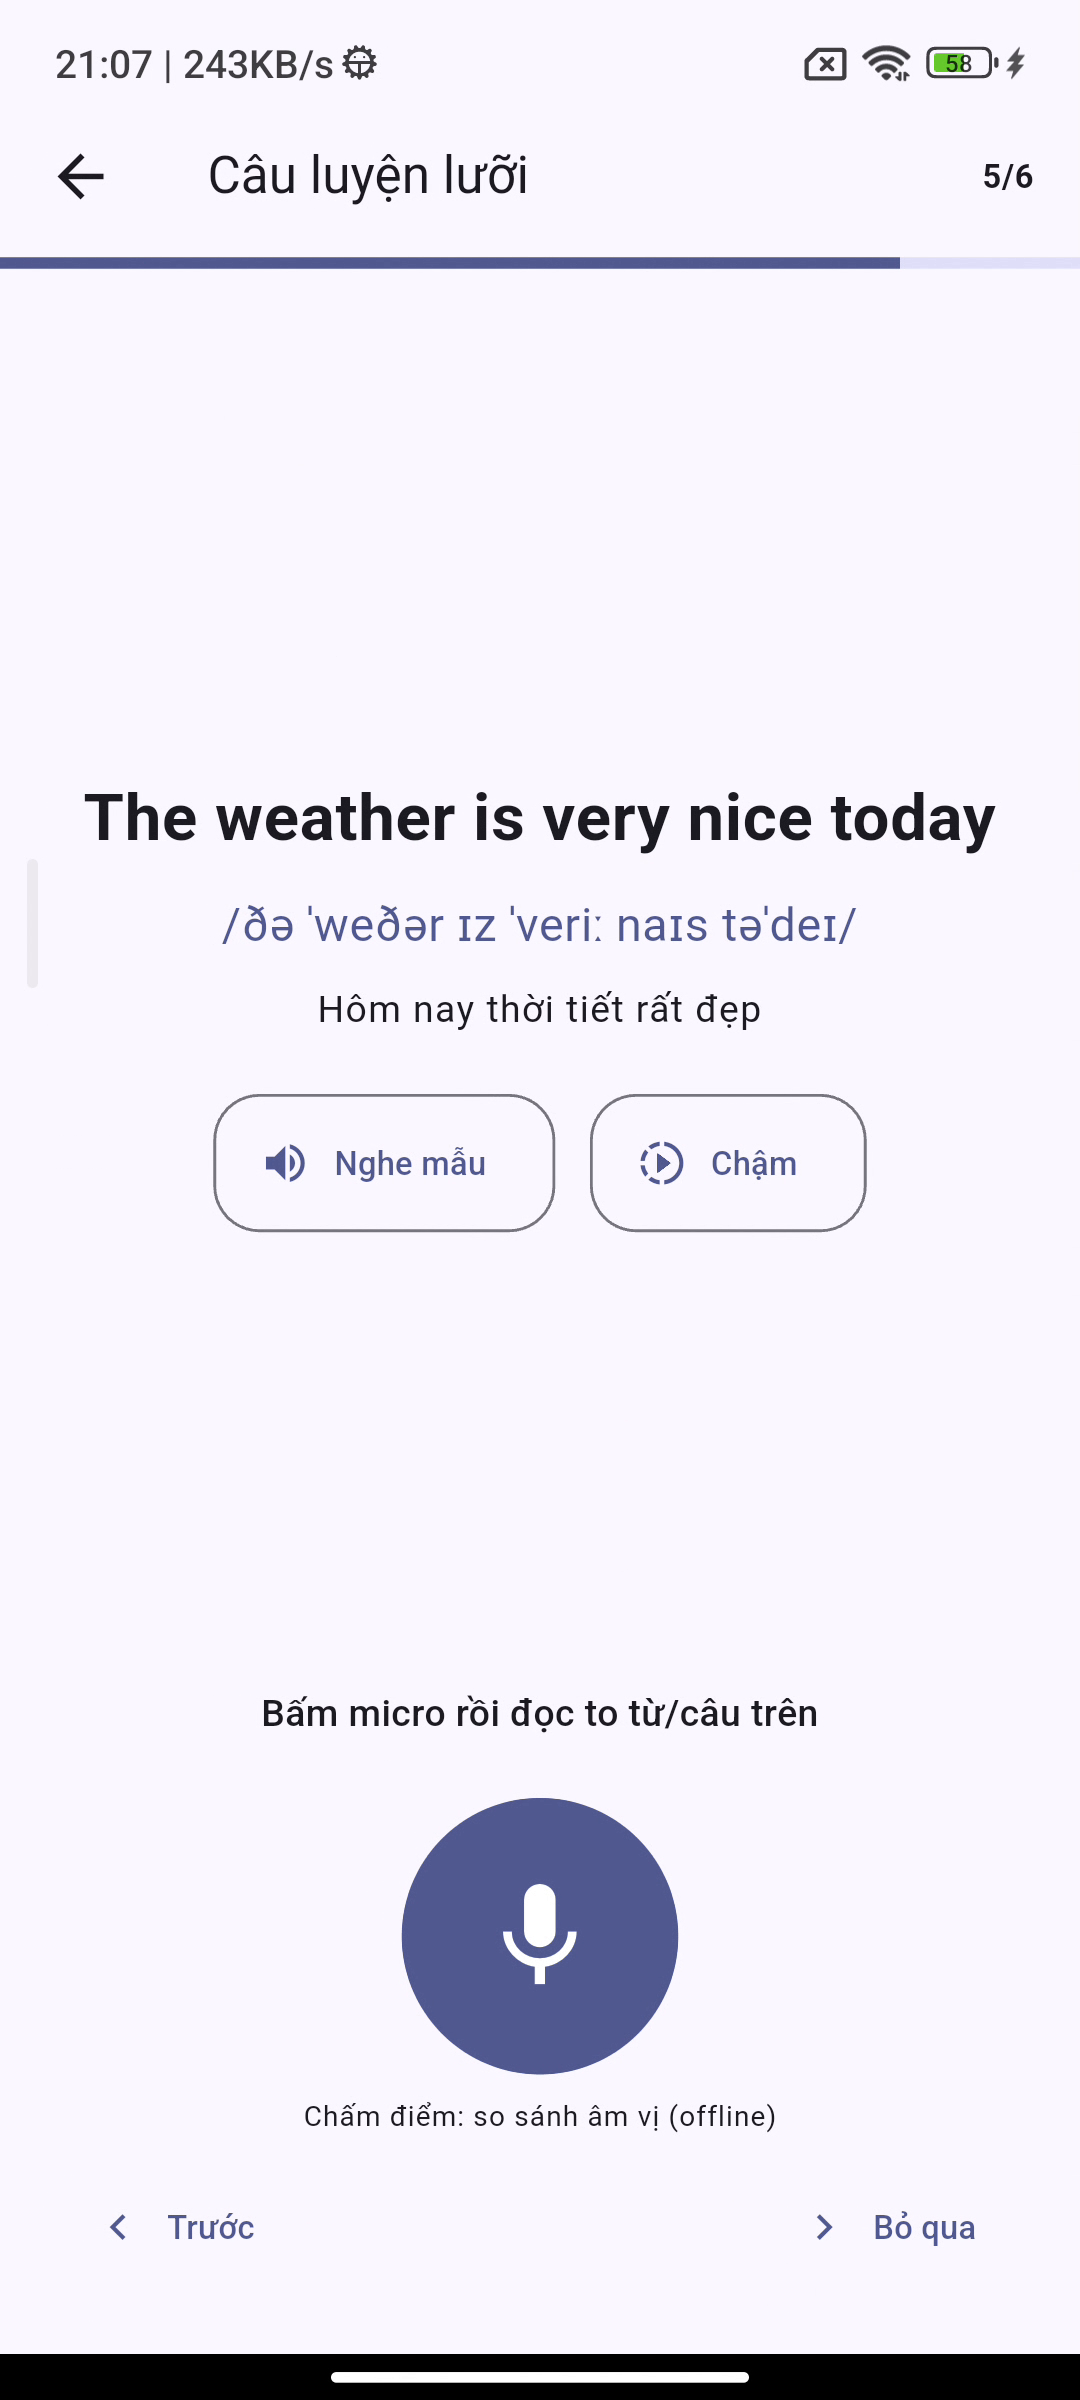 21:07 | 243KB/s
58
Câu luyện lưỡi
5/6
The weather is very nice today
/ðə ˈweðər ɪz ˈveriː naɪs təˈdeɪ/
Hôm nay thời tiết rất đẹp
Nghe mẫu
Chậm
Bấm micro rồi đọc to từ/câu trên
Chấm điểm: so sánh âm vị (offline)
Trước
Bỏ qua